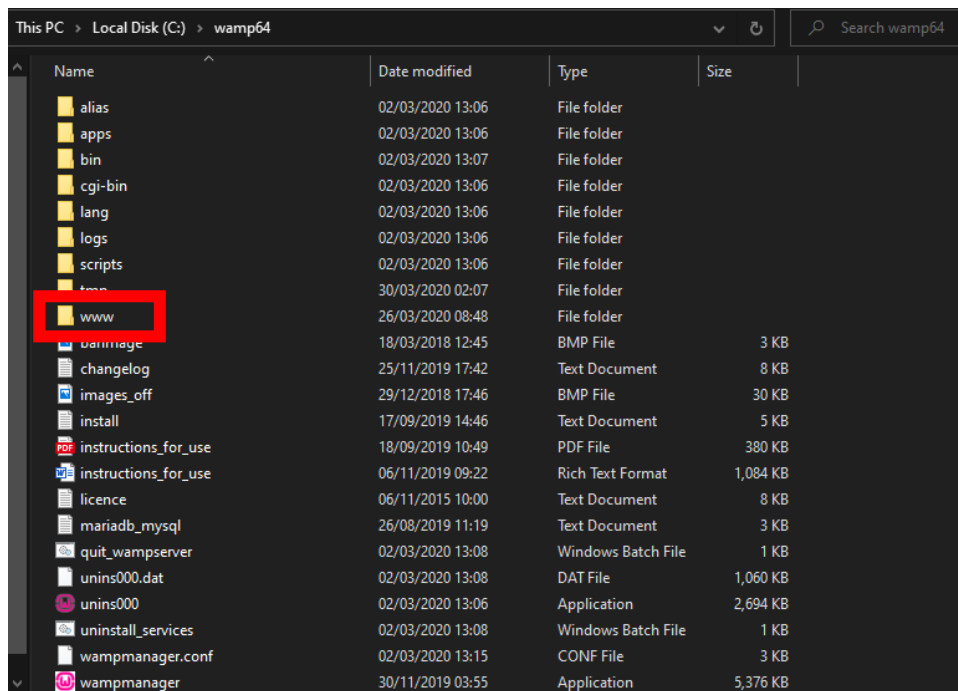 This PC > Local Disk (C:) > wamp64 Search wamp64
Name Date modified Type Size
alias 02/03/2020 13:06 File folder
apps 02/03/2020 13:06 File folder
bin 02/03/2020 13:07 File folder
cgi-bin 02/03/2020 13:06 File folder
lang 02/03/2020 13:06 File folder
logs 02/03/2020 13:06 File folder
scripts 02/03/2020 13:06 File folder
tmp 30/03/2020 02:07 File folder
www 26/03/2020 08:48 File folder
barimage 18/03/2018 12:45 BMP File 3 KB
changelog 25/11/2019 17:42 Text Document 8 KB
images_off 29/12/2018 17:46 BMP File 30 KB
install 17/09/2019 14:46 Text Document 5 KB
PDF instructions_for_use 18/09/2019 10:49 PDF File 380 KB
instructions_for_use 06/11/2019 09:22 Rich Text Format 1,084 KB
licence 06/11/2015 10:00 Text Document 8 KB
mariadb_mysql 26/08/2019 11:19 Text Document 3 KB
quit_wampserver 02/03/2020 13:08 Windows Batch File 1 KB
unins000.dat 02/03/2020 13:08 DAT File 1,060 KB
unins000 02/03/2020 13:06 Application 2,694 KB
uninstall_services 02/03/2020 13:08 Windows Batch File 1 KB
wampmanager.conf 02/03/2020 13:15 CONF File 3 KB
wampmanager 30/11/2019 03:55 Application 5,376 KB